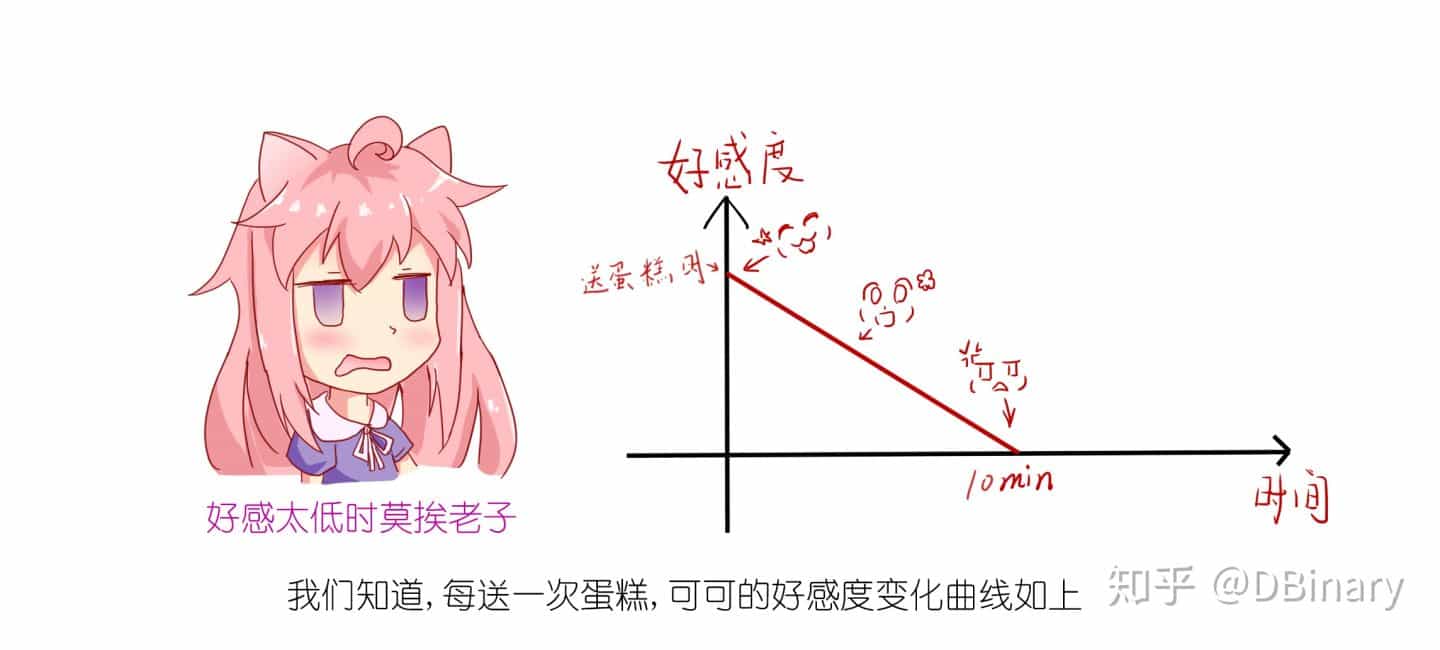 好感度
送蛋糕时
10min
时间
好感太低时莫挨老子
我们知道,每送一次蛋糕,可可的好感度变化曲线如上
知乎 @DBinary